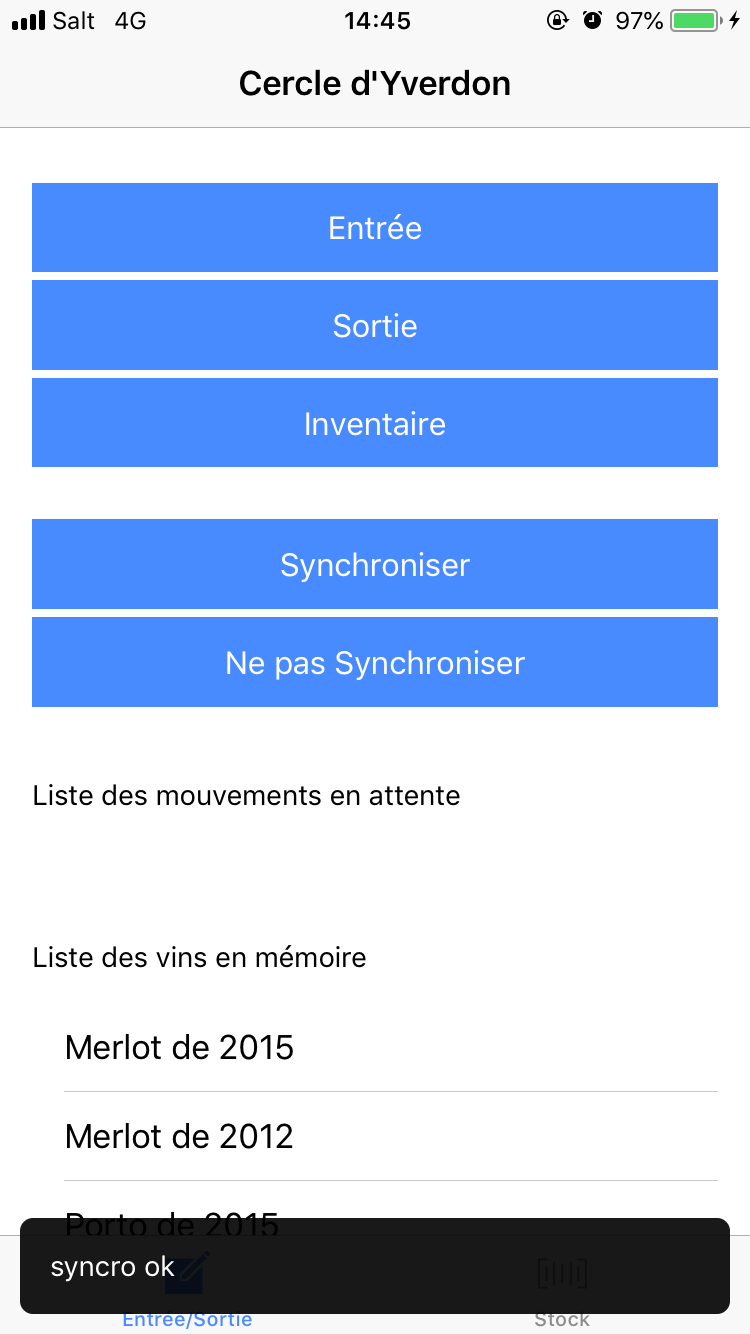 Salt 4G 14:45 97%
Cercle d'Yverdon
Entrée
Sortie
Inventaire
Synchroniser
Ne pas Synchroniser
Liste des mouvements en attente
Liste des vins en mémoire
Merlot de 2015
Merlot de 2012
Porto de 2015
syncro ok
Entrée/Sortie Stock